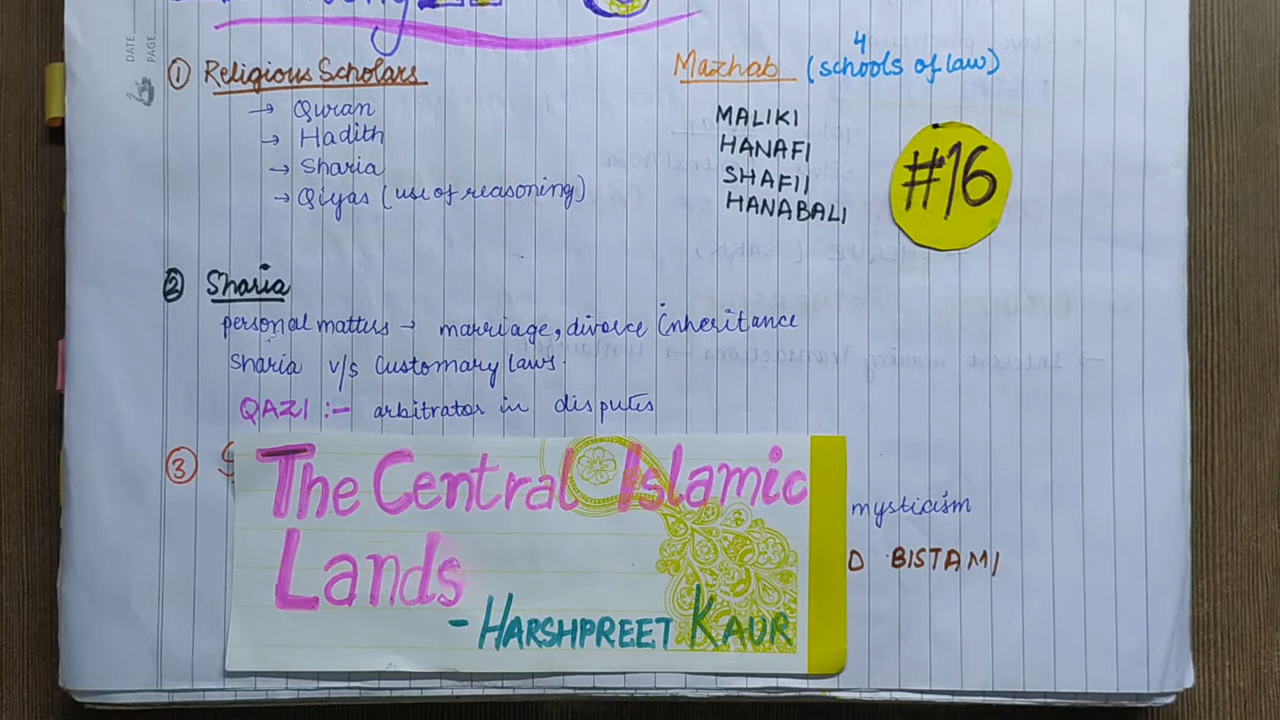 DATE
PAGE
① Religious Scholars
→ Quran
→ Hadith
→ Sharia
→ Qiyas (use of reasoning)
Mazhab (4 schools of law)
MALIKI
HANAFI
SHAFII
HANABALI
#16
② Sharia
personal matters → marriage, divorce inheritance
Sharia v/s Customary laws.
QAZI :- arbitrator in disputes
③ S
The Central Islamic
Lands
- HARSHPREET KAUR
mysticism
D BISTAMI